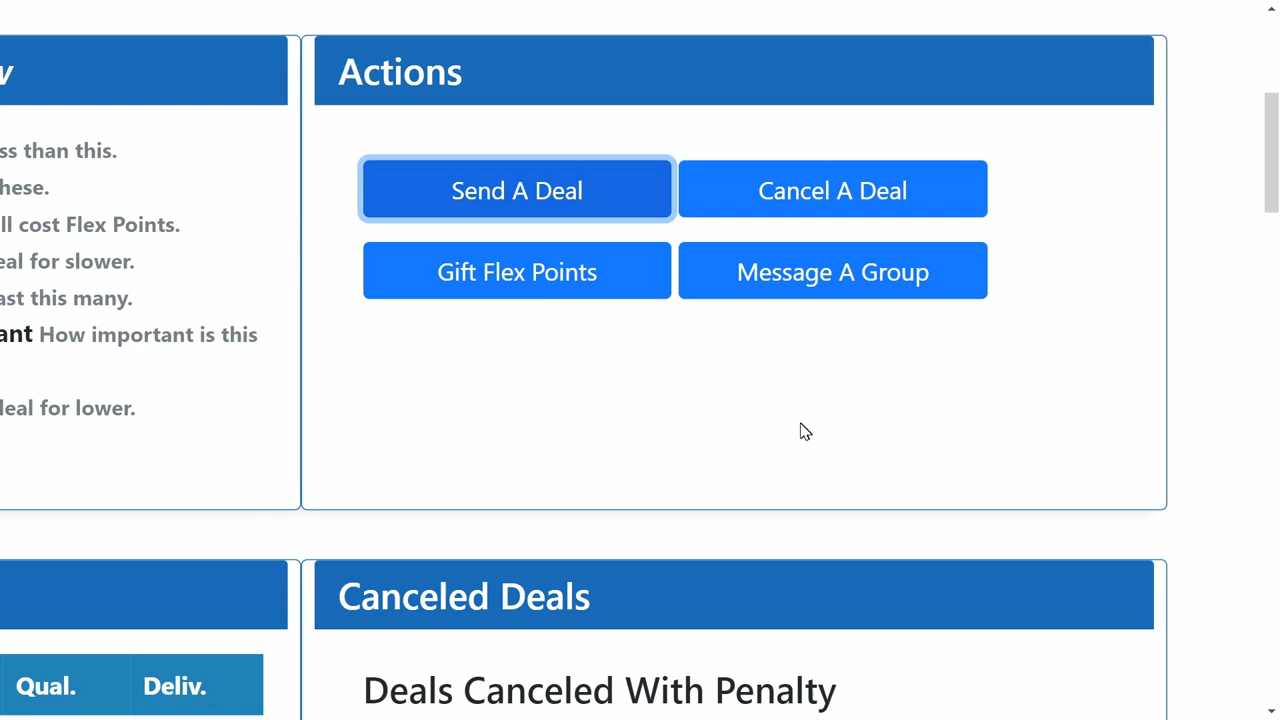 Actions
ss than this.
hese.
ll cost Flex Points.
eal for slower.
ast this many.
ant How important is this
leal for lower.
Send A Deal
Cancel A Deal
Gift Flex Points
Message A Group
Canceled Deals
Qual. Deliv.
Deals Canceled With Penalty